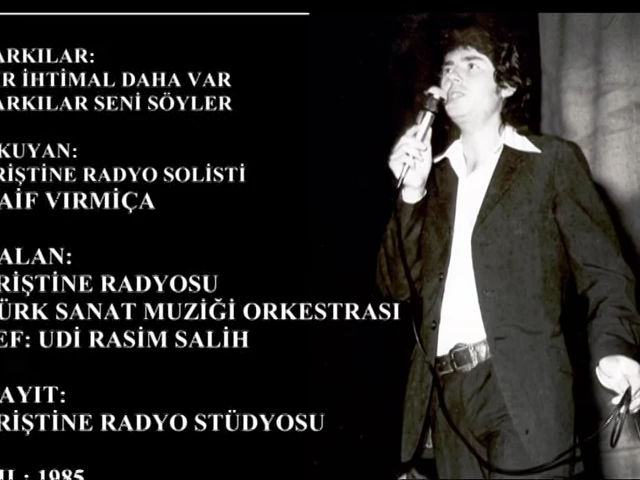 ARKILAR:
R İHTİMAL DAHA VAR
ARKILAR SENİ SÖYLER
KUYAN:
RİŞTİNE RADYO SOLİSTİ
AİF VIRMİÇA
ALAN:
RİŞTİNE RADYOSU
ÜRK SANAT MUZİĞİ ORKESTRASI
EF: UDİ RASİM SALİH
AYIT:
RİŞTİNE RADYO STÜDYOSU
IL: 1985